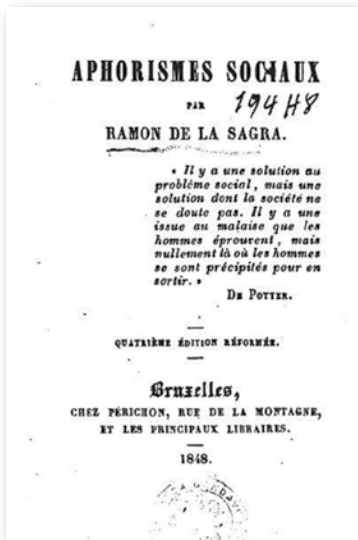 APHORISMES SOCIAUX
PAR
194 H8
RAMON DE LA SAGRA.
« Il y a une solution au
problème social, mais une
solution dont la société ne
se doute pas. Il y a une
issue au malaise que les
hommes éprouvent, mais
nullement là où les hommes
se sont précipités pour en
sortir. »
DE POTTER.
QUATRIÈME ÉDITION RÉFORMÉE.
Bruxelles,
CHEZ PÉRICHON, RUE DE LA MONTAGNE,
ET LES PRINCIPAUX LIBRAIRES.
1848.